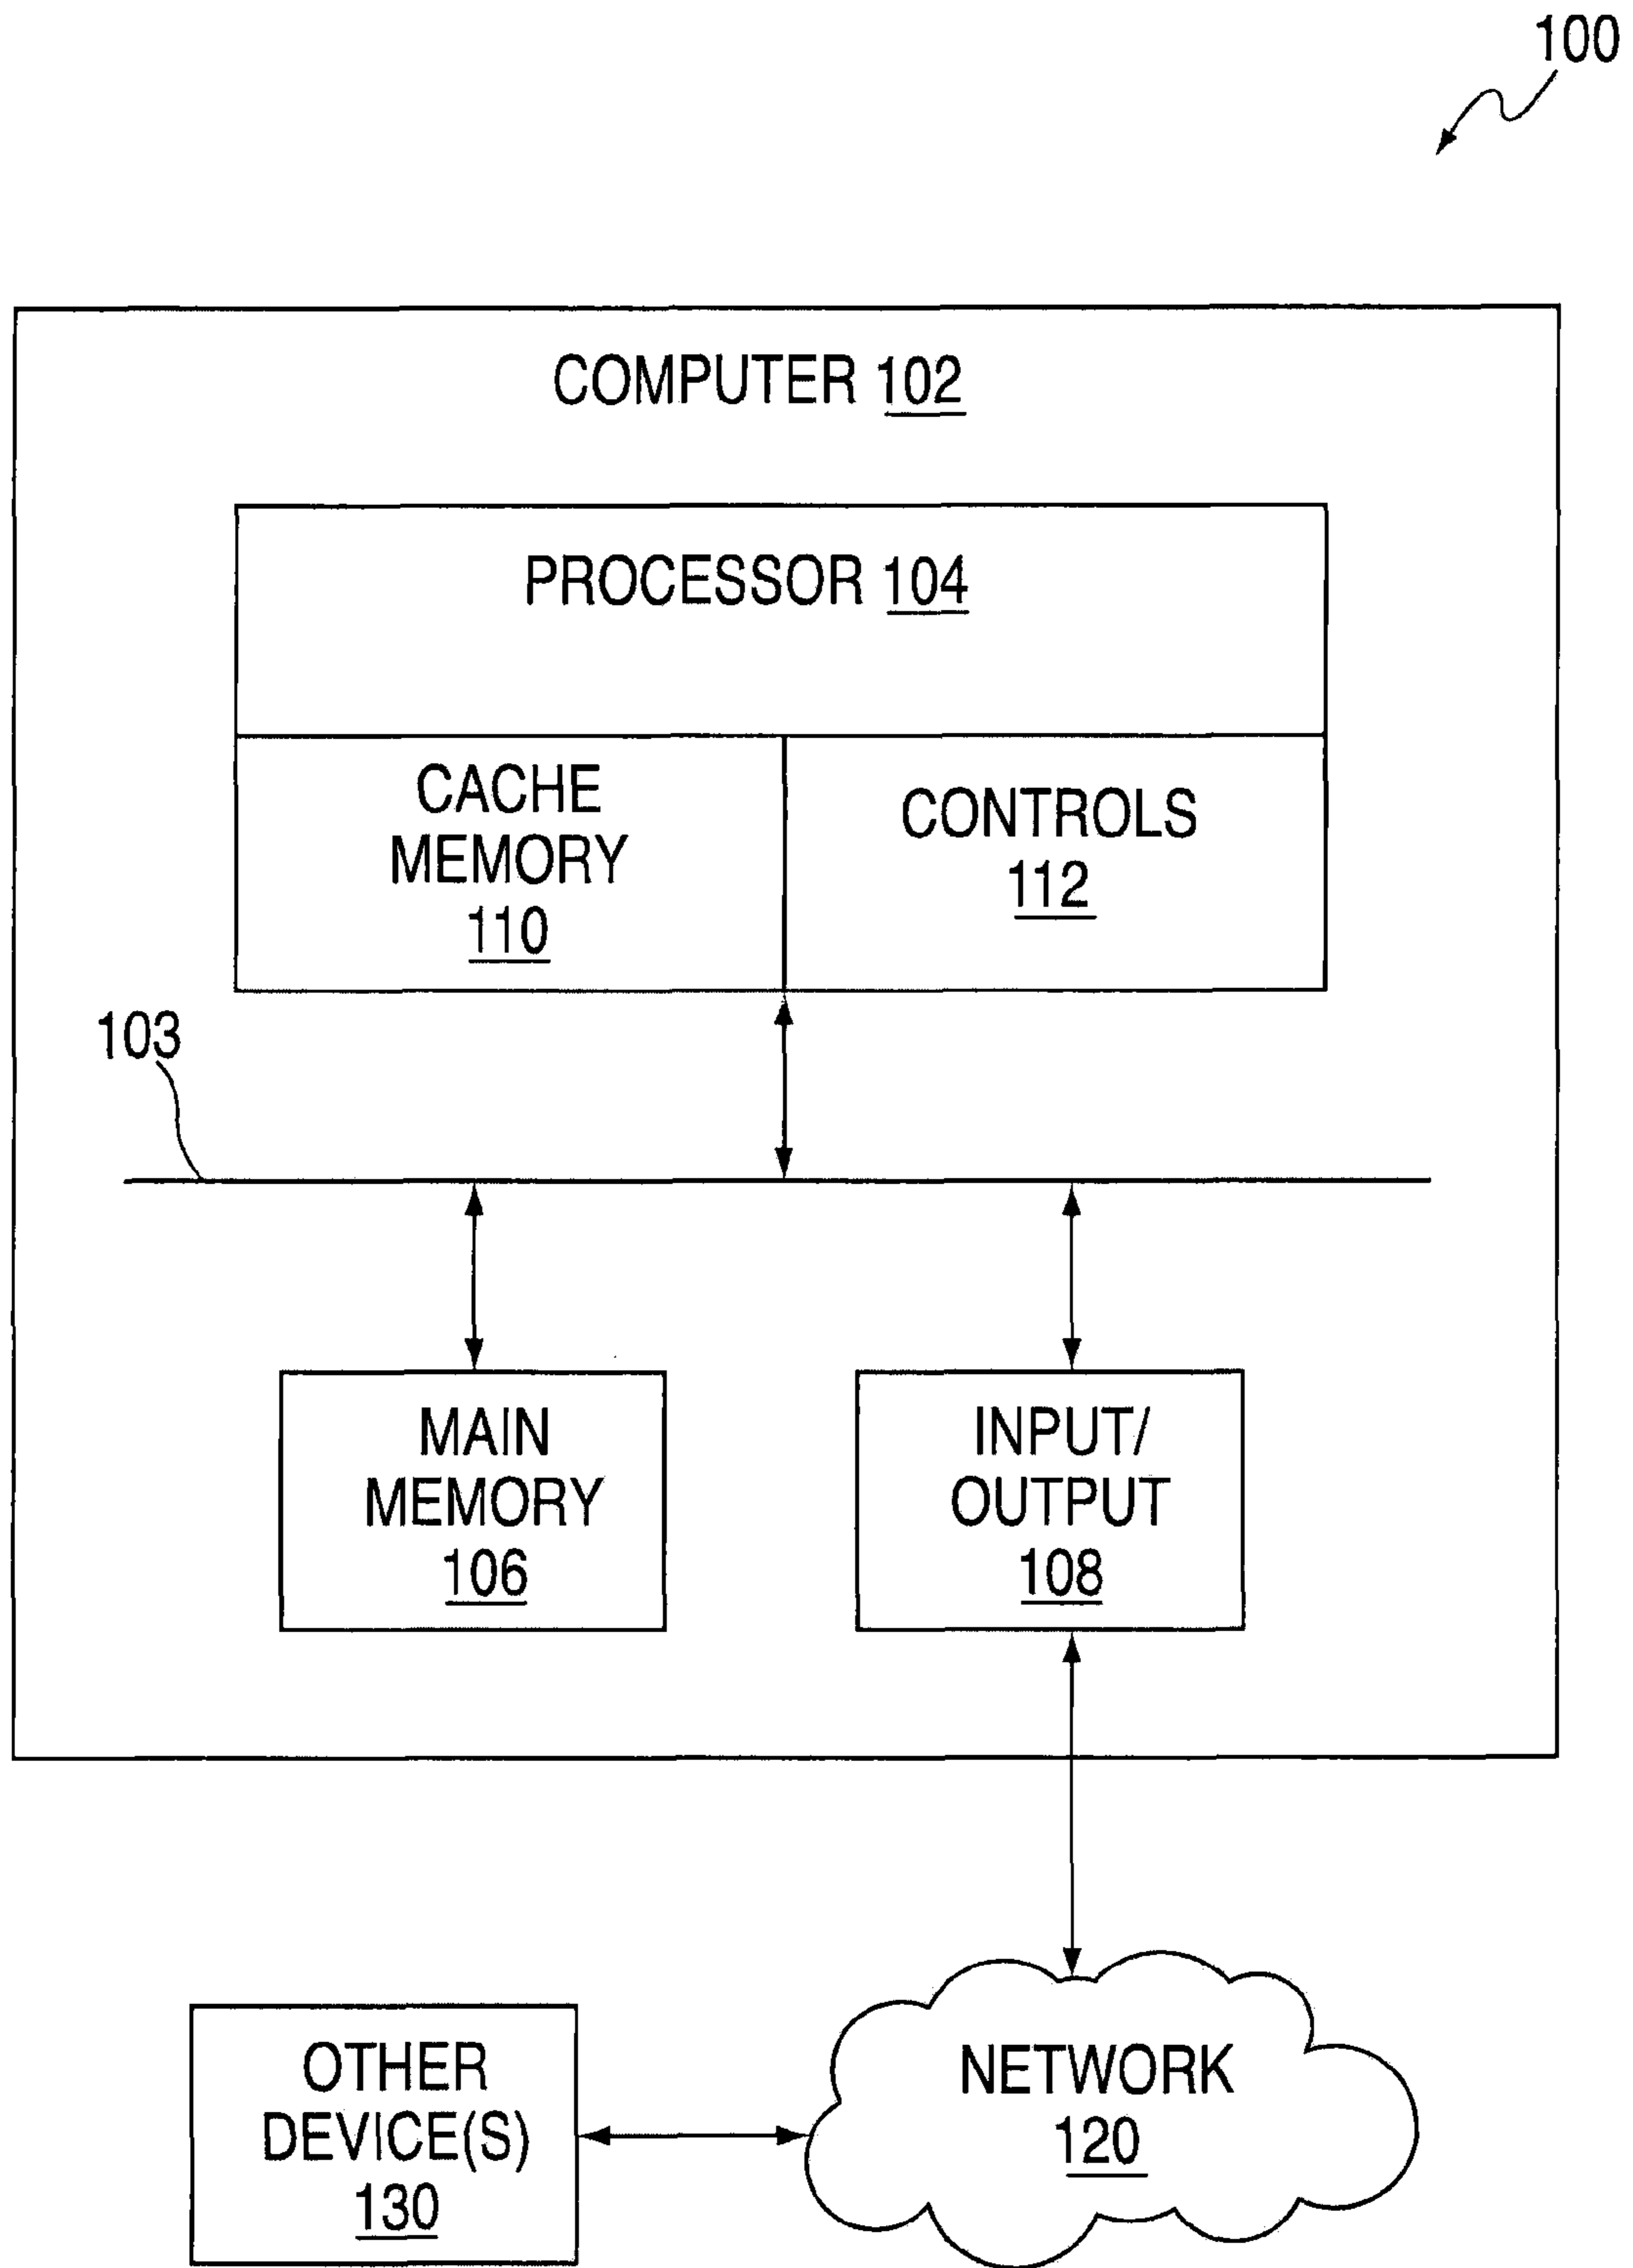 100
COMPUTER 102
PROCESSOR 104
CACHE
MEMORY
110
CONTROLS
112
103
MAIN
MEMORY
106
INPUT/
OUTPUT
108
OTHER
DEVICE(S)
130
NETWORK
120